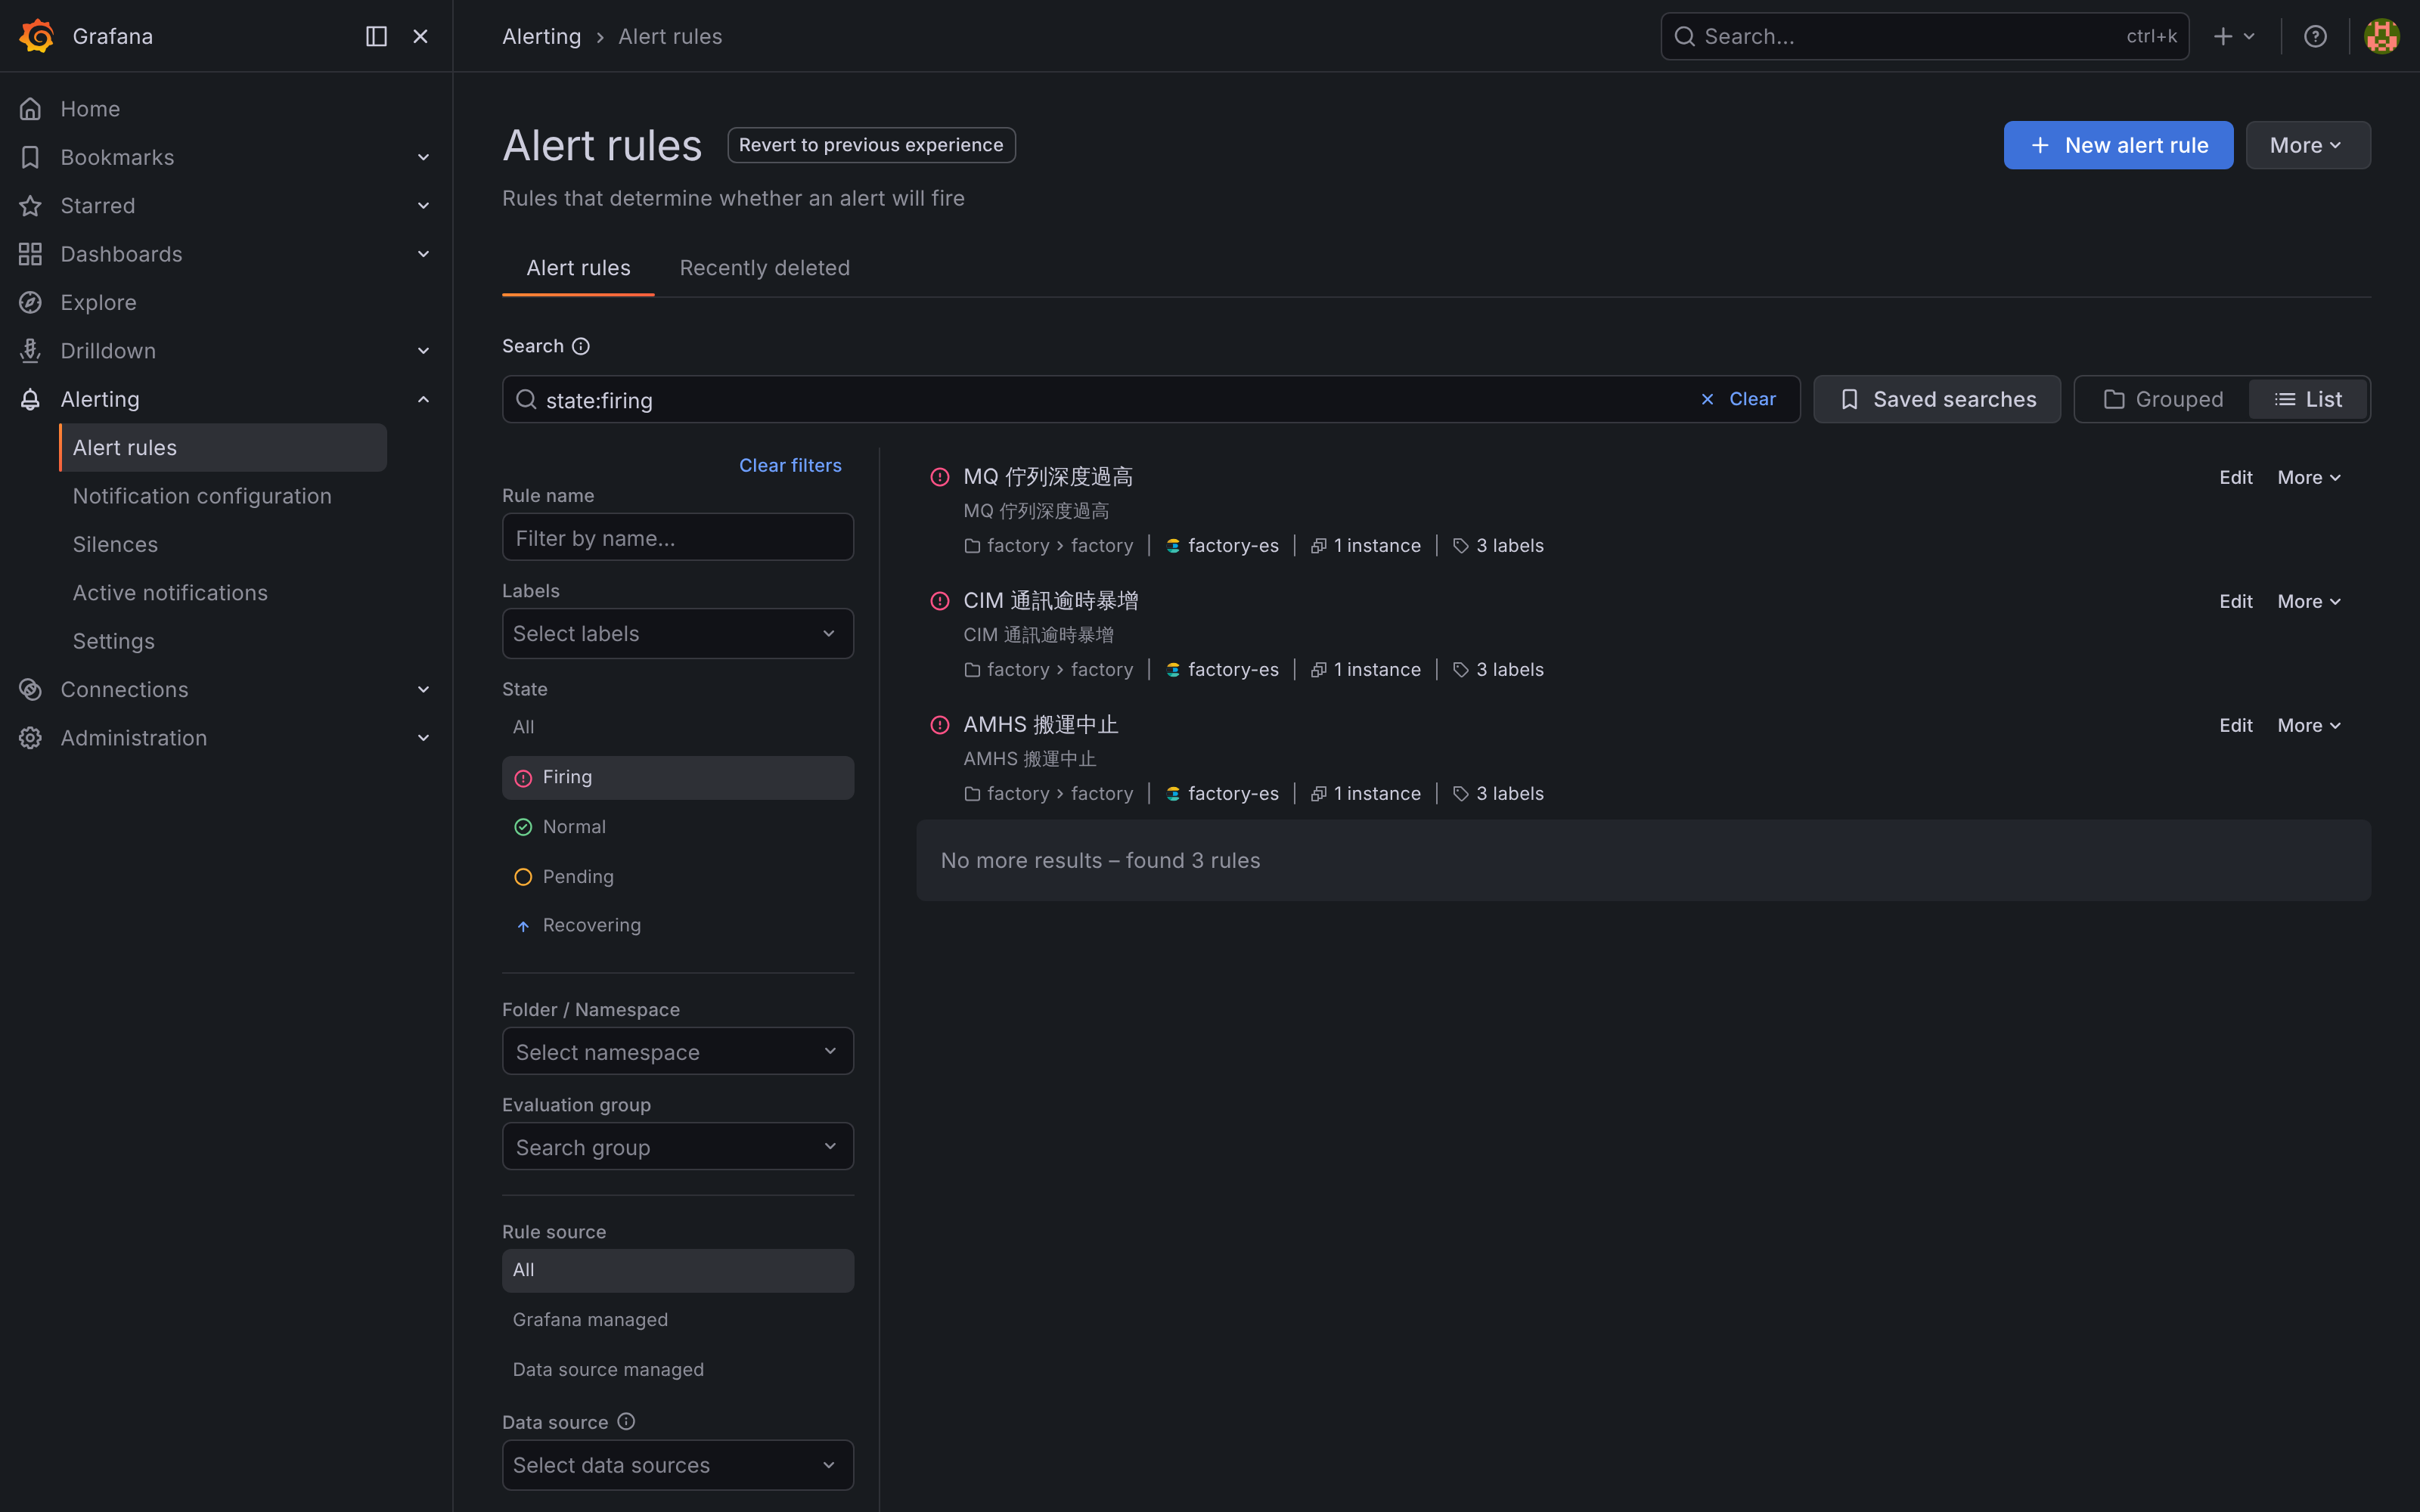 Grafana
Alerting › Alert rules
Search...
ctrl+k
Home
Bookmarks
Starred
Dashboards
Explore
Drilldown
Alerting
Alert rules
Notification configuration
Silences
Active notifications
Settings
Connections
Administration
Alert rules
Revert to previous experience
New alert rule
More
Rules that determine whether an alert will fire
Alert rules
Recently deleted
Search
state:firing
Clear
Saved searches
Grouped
List
Clear filters
Rule name
Filter by name...
Labels
Select labels
State
All
Firing
Normal
Pending
Recovering
Folder / Namespace
Select namespace
Evaluation group
Search group
Rule source
All
Grafana managed
Data source managed
Data source
Select data sources
MQ 佇列深度過高
Edit
More
MQ 佇列深度過高
factory › factory | factory-es | 1 instance | 3 labels
CIM 通訊逾時暴增
Edit
More
CIM 通訊逾時暴增
factory › factory | factory-es | 1 instance | 3 labels
AMHS 搬運中止
Edit
More
AMHS 搬運中止
factory › factory | factory-es | 1 instance | 3 labels
No more results – found 3 rules